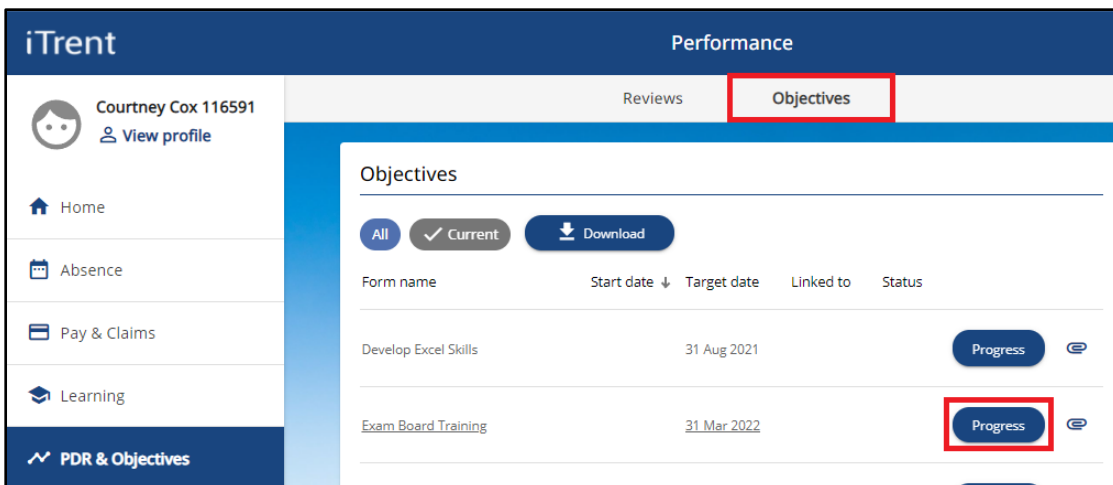 iTrent
Performance
Courtney Cox 116591
View profile
Reviews Objectives
Home
Absence
Pay & Claims
Learning
PDR & Objectives
Objectives
All Current Download
Form name Start date Target date Linked to Status
Develop Excel Skills 31 Aug 2021 Progress
Exam Board Training 31 Mar 2022 Progress